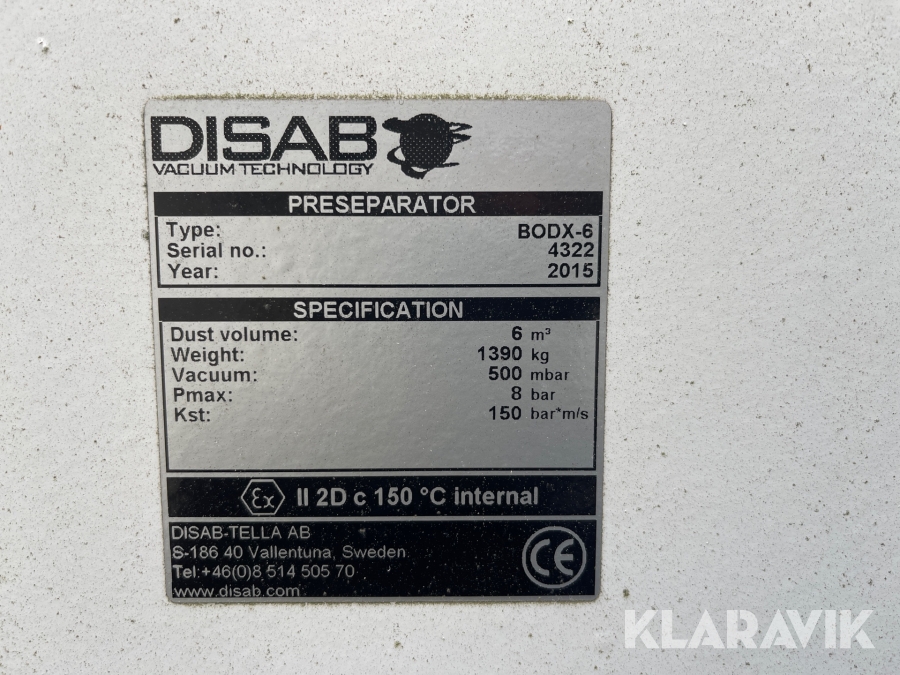 DISAB
VACUUM TECHNOLOGY
PRESEPARATOR
Type: BODX-6
Serial no.: 4322
Year: 2015
SPECIFICATION
Dust volume: 6 m³
Weight: 1390 kg
Vacuum: 500 mbar
Pmax: 8 bar
Kst: 150 bar*m/s
Ex II 2D c 150 °C internal
DISAB-TELLA AB
S-186 40 Vallentuna, Sweden
Tel:+46(0)8 514 505 70
www.disab.com
CE
KLARAVIK